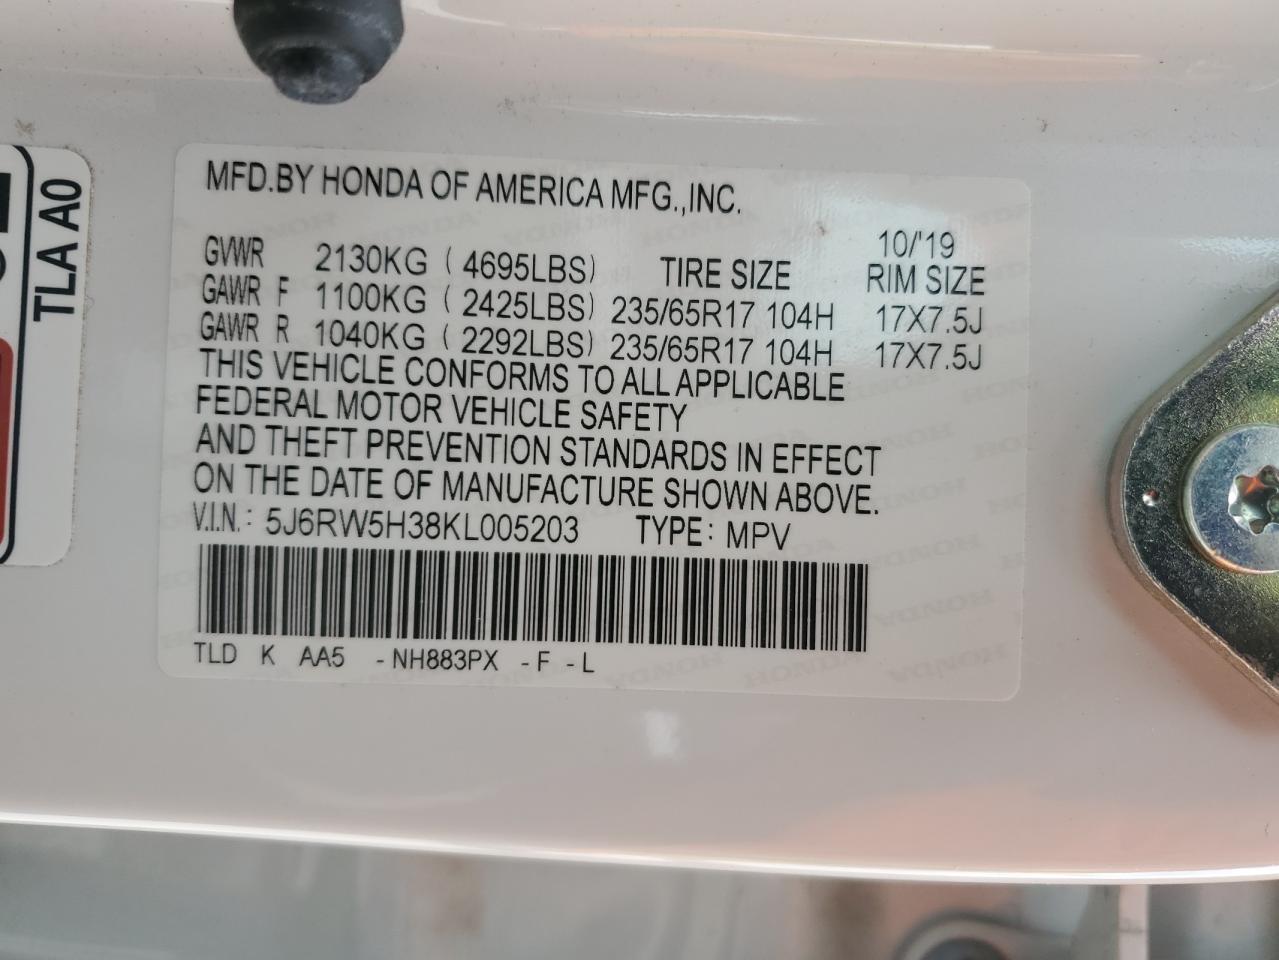 TLA A0
MFD.BY HONDA OF AMERICA MFG.,INC.
10/'19
GVWR 2130KG ( 4695LBS) TIRE SIZE RIM SIZE
GAWR F 1100KG ( 2425LBS) 235/65R17 104H 17X7.5J
GAWR R 1040KG ( 2292LBS) 235/65R17 104H 17X7.5J
THIS VEHICLE CONFORMS TO ALL APPLICABLE
FEDERAL MOTOR VEHICLE SAFETY
AND THEFT PREVENTION STANDARDS IN EFFECT
ON THE DATE OF MANUFACTURE SHOWN ABOVE.
V.I.N.: 5J6RW5H38KL005203 TYPE: MPV
TLD K AA5 -NH883PX -F -L